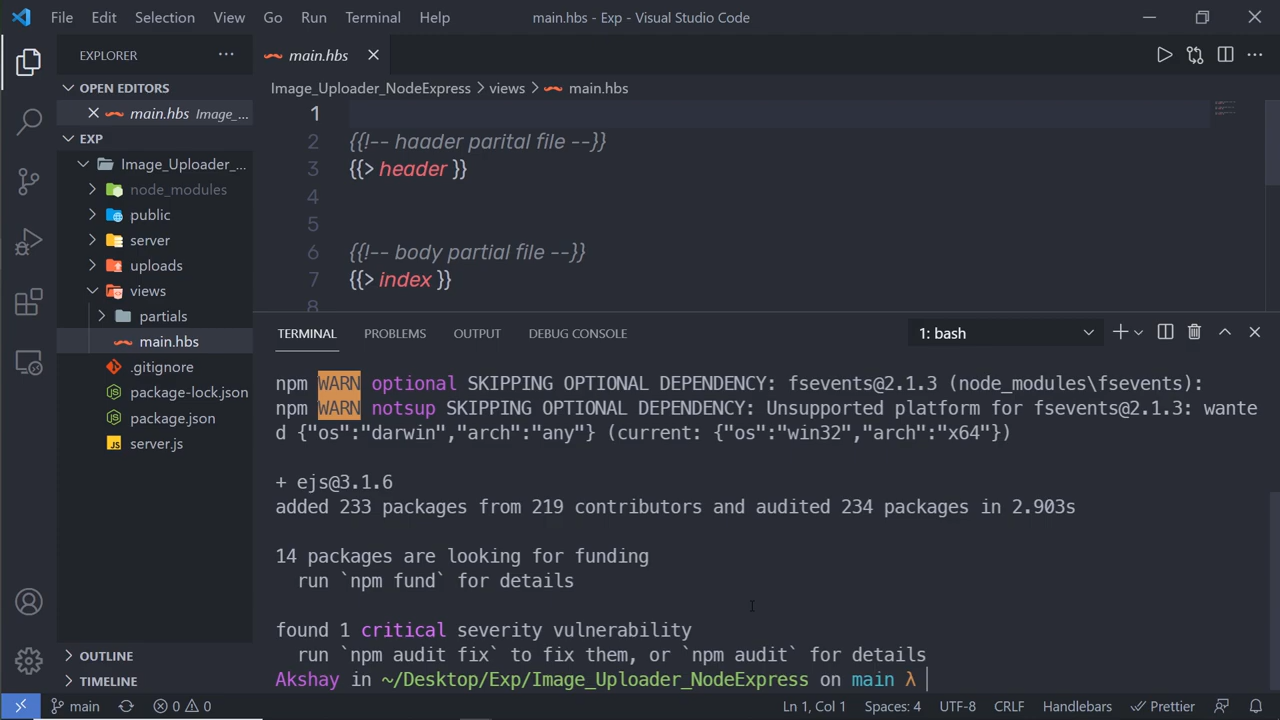 File Edit Selection View Go Run Terminal Help main.hbs - Exp - Visual Studio Code
EXPLORER
main.hbs
OPEN EDITORS
main.hbs Image_...
EXP
Image_Uploader_...
node_modules
public
server
uploads
views
partials
main.hbs
.gitignore
package-lock.json
package.json
server.js
OUTLINE
TIMELINE
Image_Uploader_NodeExpress > views > main.hbs
1
2 {{!-- haader parital file --}}
3 {{> header }}
4
5
6 {{!-- body partial file --}}
7 {{> index }}
8
TERMINAL PROBLEMS OUTPUT DEBUG CONSOLE 1: bash
npm WARN optional SKIPPING OPTIONAL DEPENDENCY: fsevents@2.1.3 (node_modules\fsevents):
npm WARN notsup SKIPPING OPTIONAL DEPENDENCY: Unsupported platform for fsevents@2.1.3: wante
d {"os":"darwin","arch":"any"} (current: {"os":"win32","arch":"x64"})
+ ejs@3.1.6
added 233 packages from 219 contributors and audited 234 packages in 2.903s
14 packages are looking for funding
run `npm fund` for details
found 1 critical severity vulnerability
run `npm audit fix` to fix them, or `npm audit` for details
Akshay in ~/Desktop/Exp/Image_Uploader_NodeExpress on main λ
main 0 0 Ln 1, Col 1 Spaces: 4 UTF-8 CRLF Handlebars Prettier